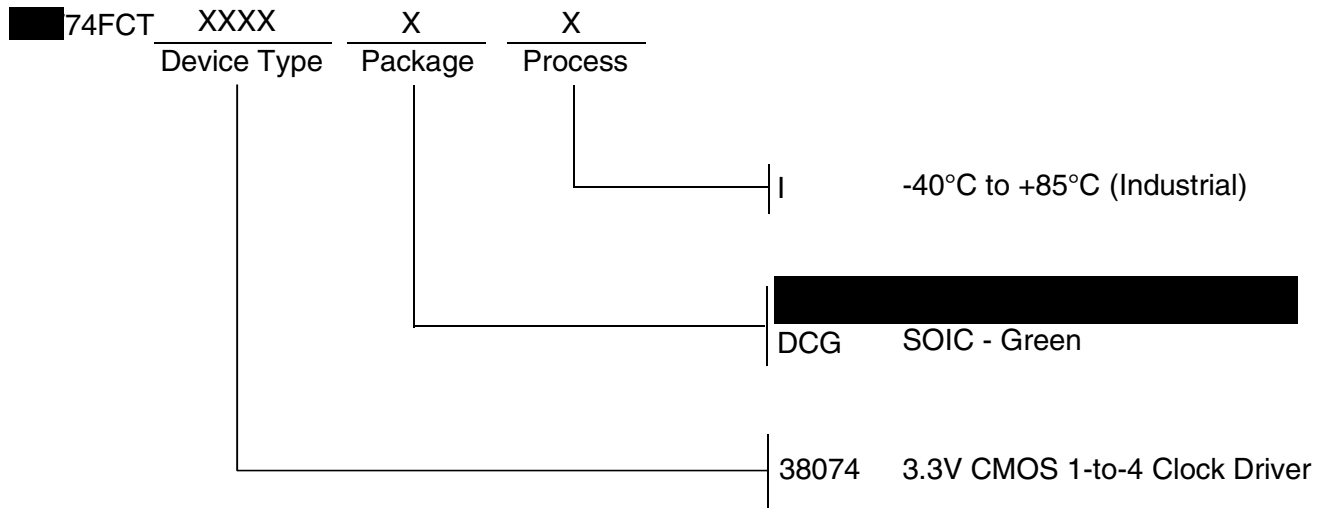 74FCT XXXX X X
Device Type Package Process
I -40°C to +85°C (Industrial)
DCG SOIC - Green
38074 3.3V CMOS 1-to-4 Clock Driver